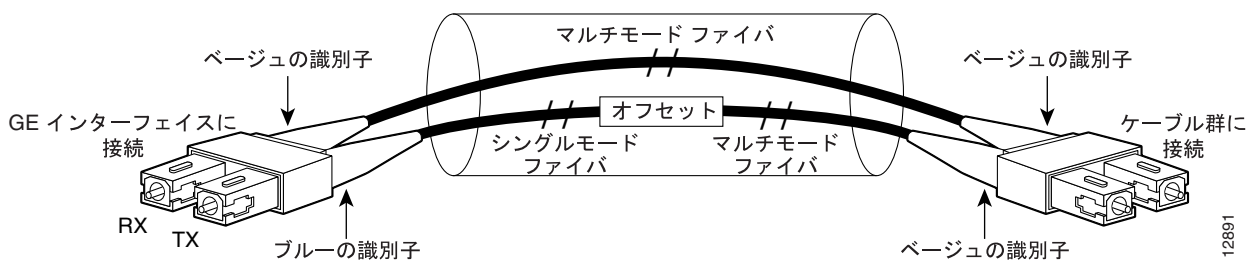 マルチモード ファイバ
ベージュの識別子
ベージュの識別子
GE インターフェイスに
接続
オフセット
ケーブル群に
接続
シングルモード
ファイバ
マルチモード
ファイバ
RX
TX
ブルーの識別子
ベージュの識別子
12891